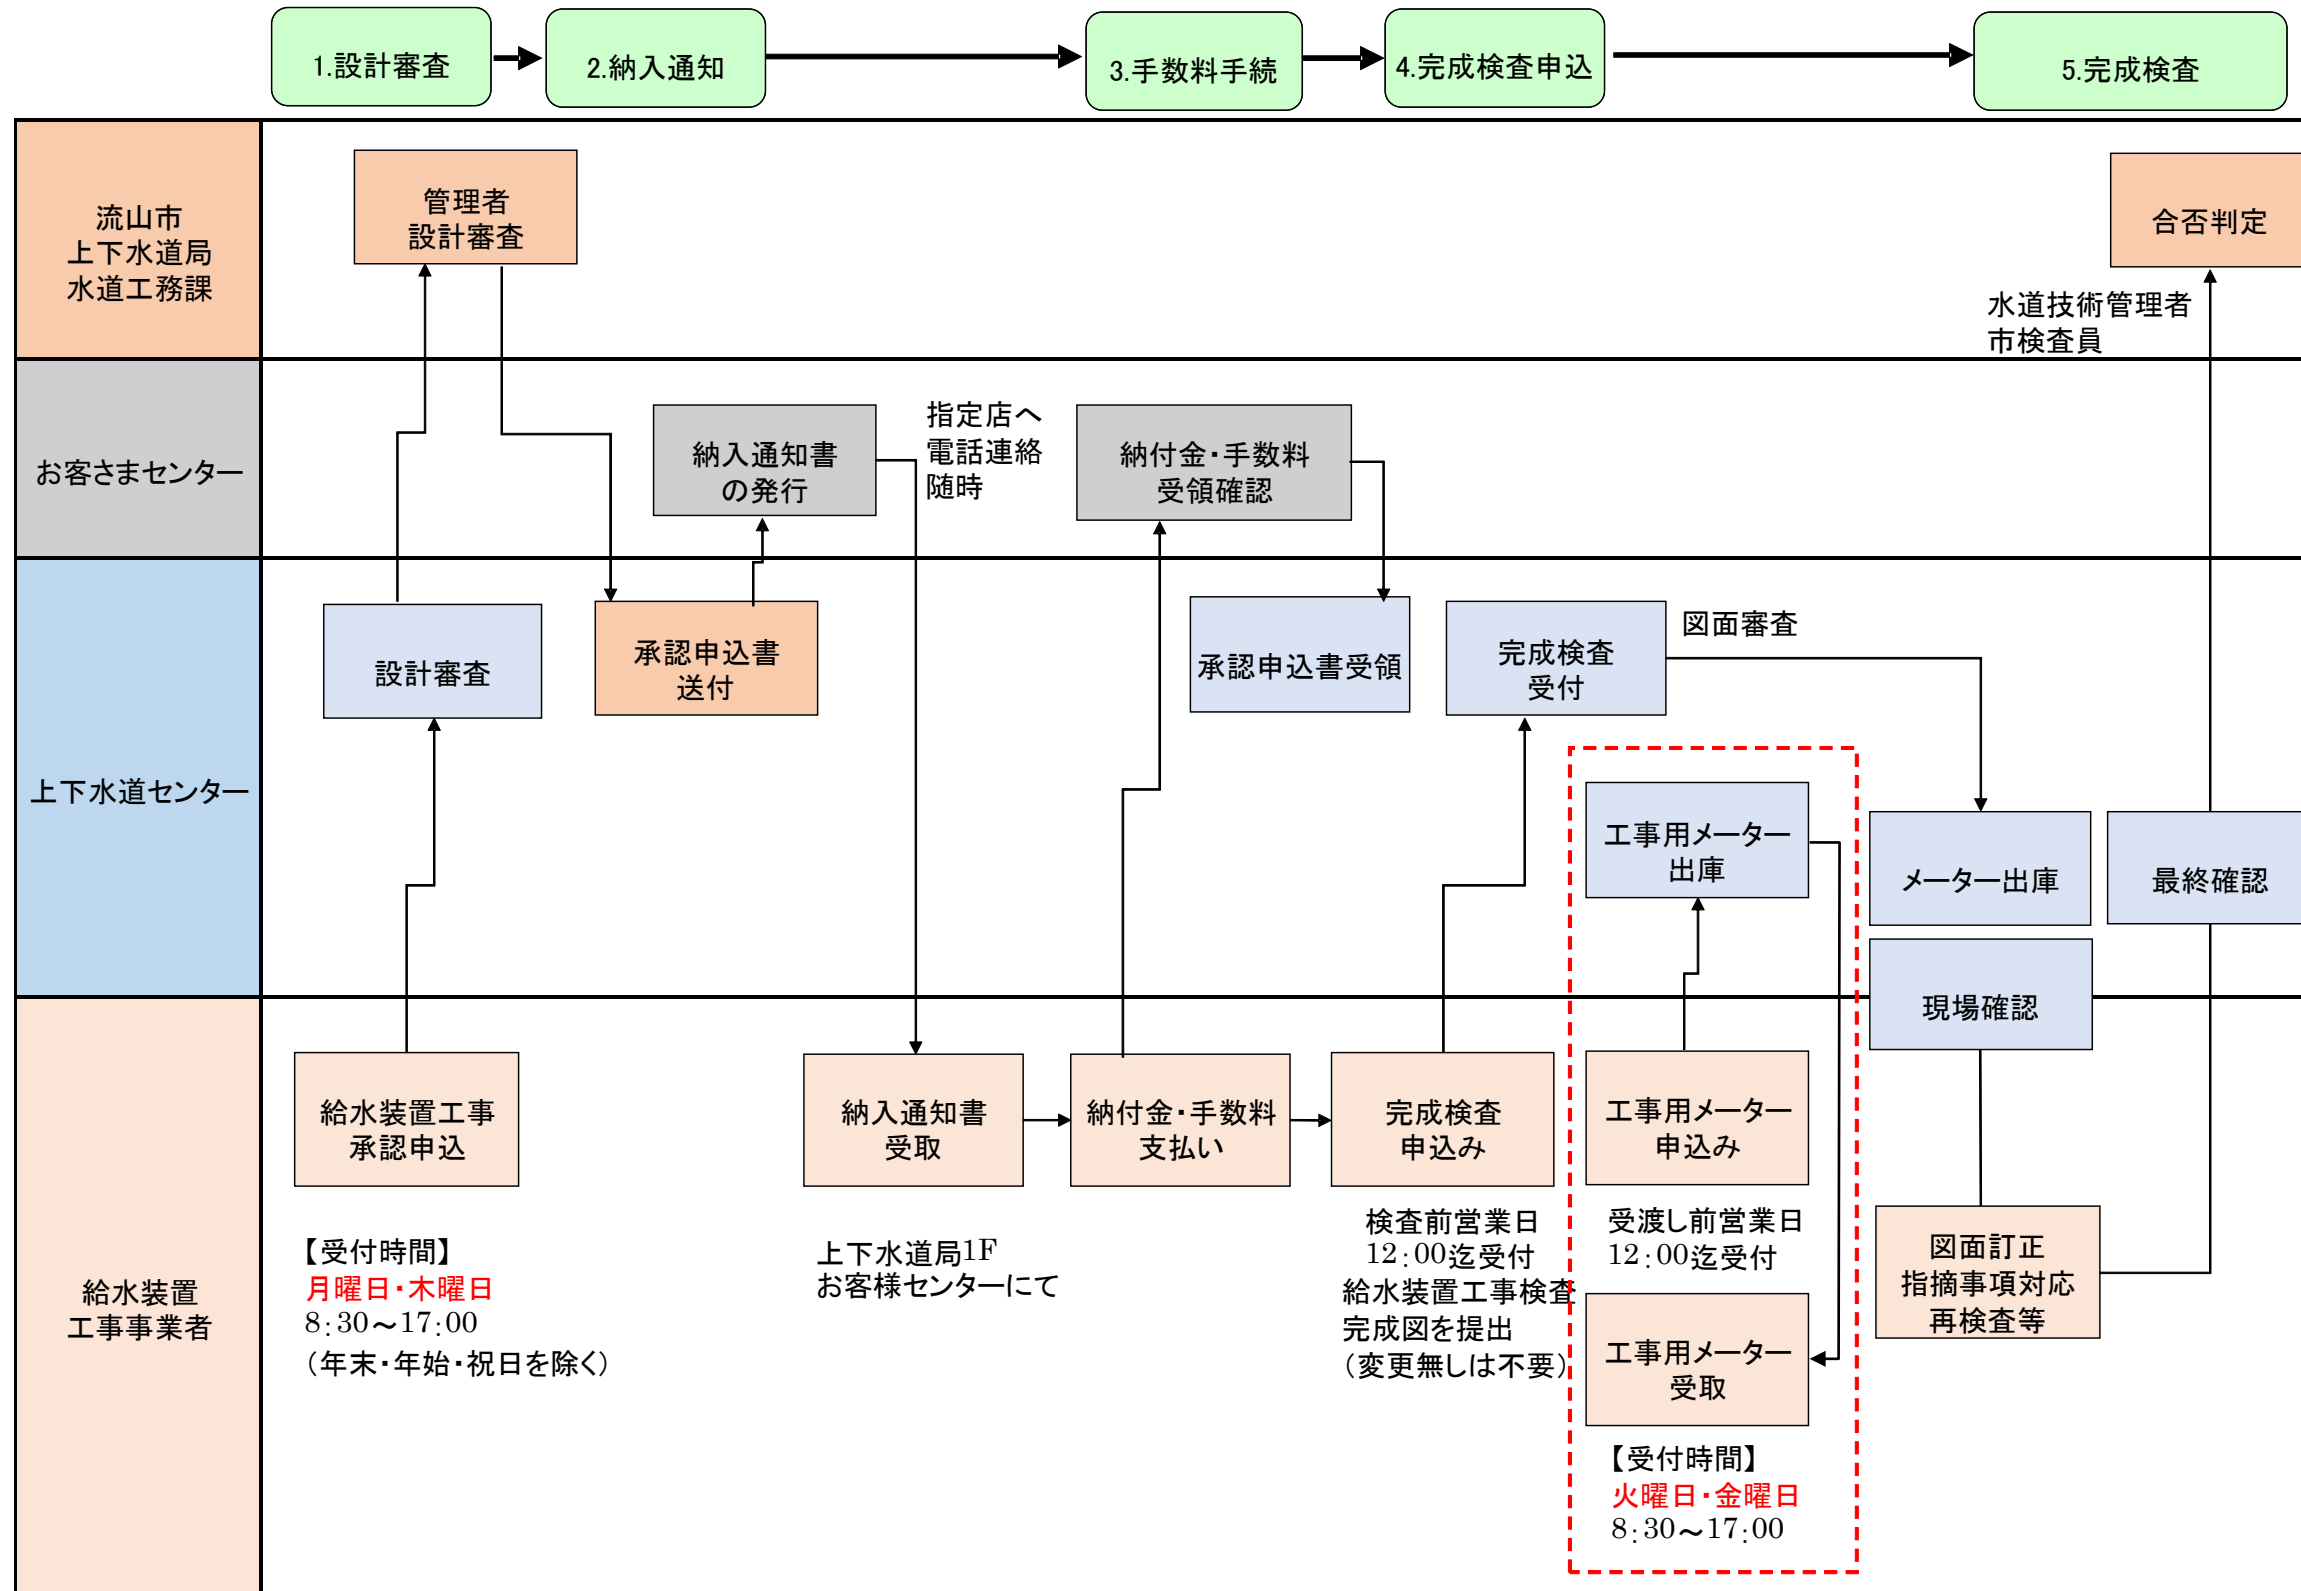 1.設計審査
2.納入通知
3.手数料手続
4.完成検査申込
5.完成検査
流山市
上下水道局
水道工務課
管理者
設計審査
合否判定
水道技術管理者
市検査員
お客さまセンター
納入通知書
の発行
指定店へ
電話連絡
随時
納付金・手数料
受領確認
上下水道センター
設計審査
承認申込書
送付
承認申込書受領
完成検査
受付
図面審査
工事用メーター
出庫
メーター出庫
最終確認
現場確認
給水装置
工事事業者
給水装置工事
承認申込
【受付時間】
月曜日・木曜日
8:30～17:00
（年末・年始・祝日を除く）
納入通知書
受取
上下水道局1F
お客様センターにて
納付金・手数料
支払い
完成検査
申込み
検査前営業日
12:00迄受付
給水装置工事検査
完成図を提出
（変更無しは不要）
工事用メーター
申込み
受渡し前営業日
12:00迄受付
工事用メーター
受取
【受付時間】
火曜日・金曜日
8:30～17:00
図面訂正
指摘事項対応
再検査等